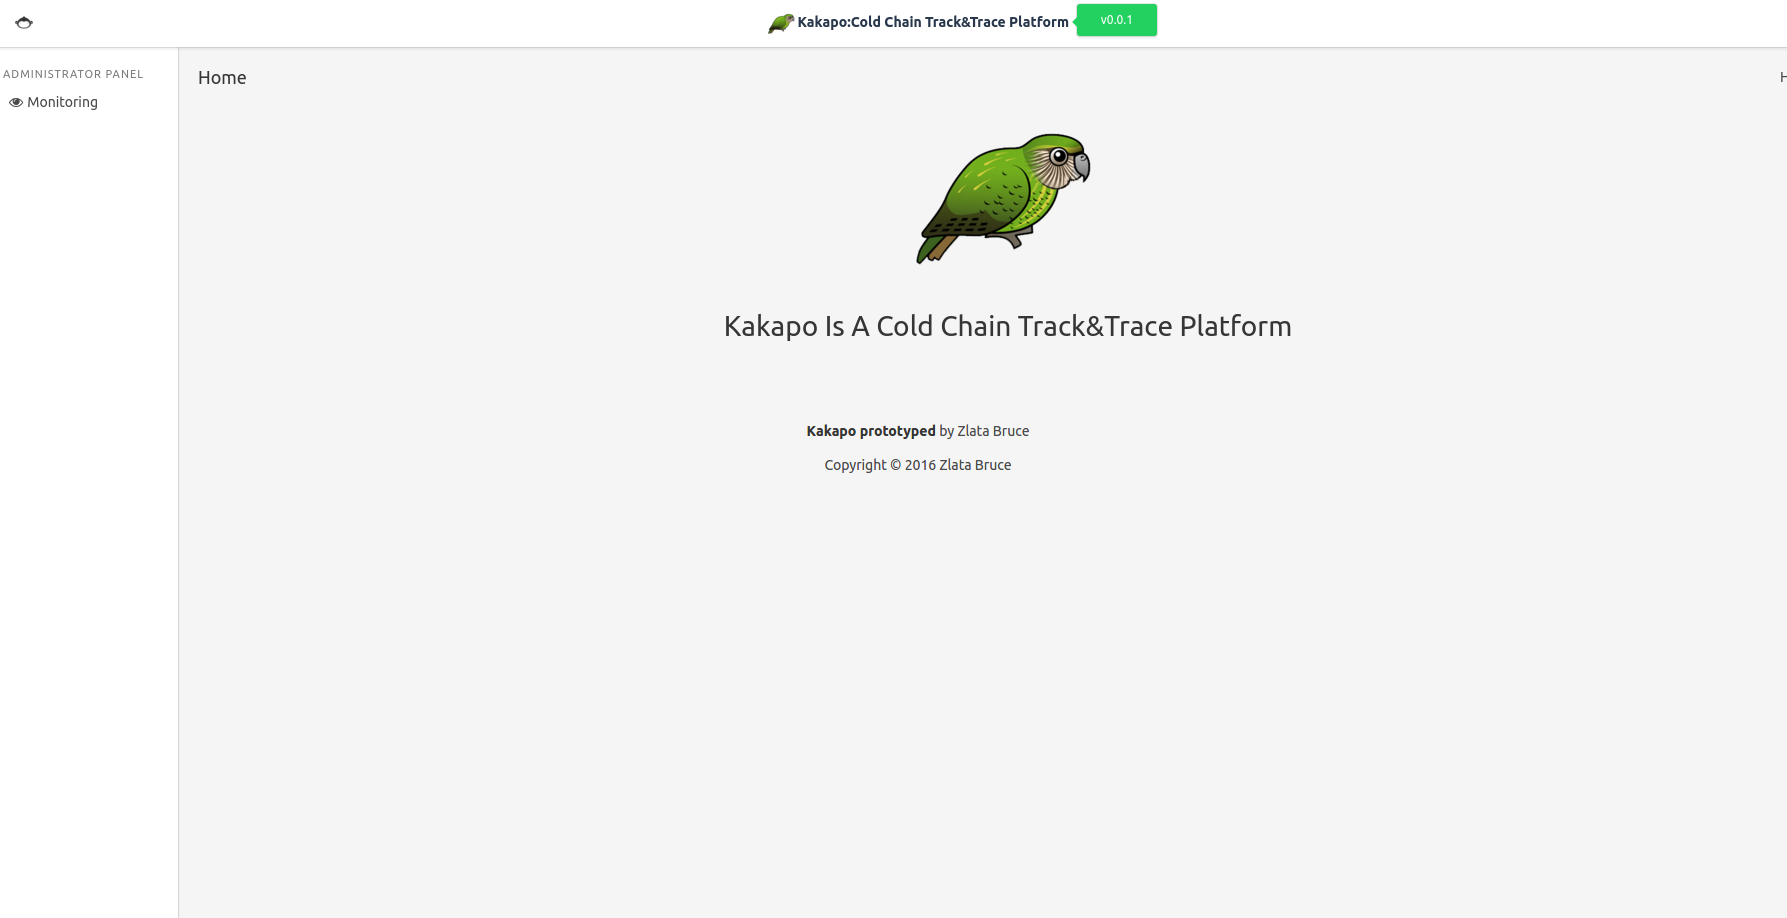 Kakapo:Cold Chain Track&Trace Platform
v0.0.1
ADMINISTRATOR PANEL
Monitoring
Home
H
Kakapo Is A Cold Chain Track&Trace Platform
Kakapo prototyped by Zlata Bruce
Copyright © 2016 Zlata Bruce